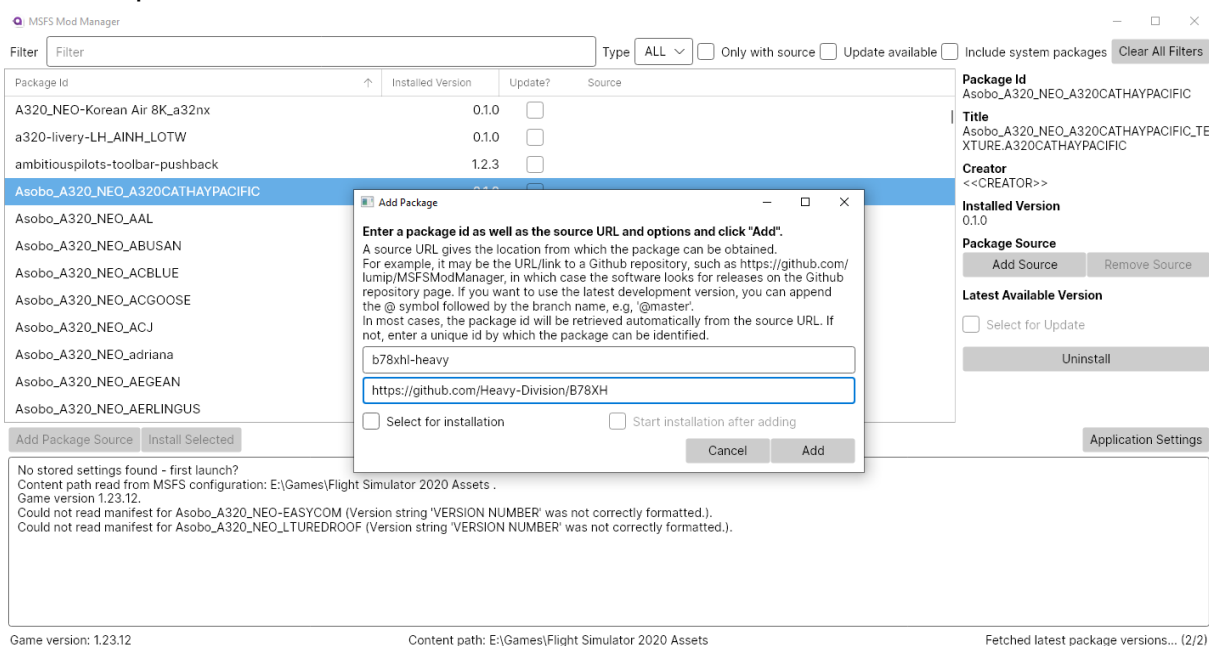 MSFS Mod Manager
Filter Filter Type ALL Only with source Update available Include system packages Clear All Filters
Package Id Installed Version Update? Source
A320_NEO-Korean Air 8K_a32nx 0.1.0
a320-livery-LH_AINH_LOTW 0.1.0
ambitiouspilots-toolbar-pushback 1.2.3
Asobo_A320_NEO_A320CATHAYPACIFIC
Asobo_A320_NEO_AAL
Asobo_A320_NEO_ABUSAN
Asobo_A320_NEO_ACBLUE
Asobo_A320_NEO_ACGOOSE
Asobo_A320_NEO_ACJ
Asobo_A320_NEO_adriana
Asobo_A320_NEO_AEGEAN
Asobo_A320_NEO_AERLINGUS
Package Id
Asobo_A320_NEO_A320CATHAYPACIFIC
Title
Asobo_A320_NEO_A320CATHAYPACIFIC_TE
XTURE.A320CATHAYPACIFIC
Creator
<<CREATOR>>
Installed Version
0.1.0
Package Source
Add Source Remove Source
Latest Available Version
Select for Update
Uninstall
Add Package
Enter a package id as well as the source URL and options and click "Add".
A source URL gives the location from which the package can be obtained.
For example, it may be the URL/link to a Github repository, such as https://github.com/
lumip/MSFSModManager, in which case the software looks for releases on the Github
repository page. If you want to use the latest development version, you can append
the @ symbol followed by the branch name, e.g, '@master'.
In most cases, the package id will be retrieved automatically from the source URL. If
not, enter a unique id by which the package can be identified.
b78xhl-heavy
https://github.com/Heavy-Division/B78XH
Select for installation Start installation after adding
Cancel Add
Add Package Source Install Selected Application Settings
No stored settings found - first launch?
Content path read from MSFS configuration: E:\Games\Flight Simulator 2020 Assets .
Game version 1.23.12.
Could not read manifest for Asobo_A320_NEO-EASYCOM (Version string 'VERSION NUMBER' was not correctly formatted.).
Could not read manifest for Asobo_A320_NEO_LTUREDROOF (Version string 'VERSION NUMBER' was not correctly formatted.).
Game version: 1.23.12 Content path: E:\Games\Flight Simulator 2020 Assets Fetched latest package versions... (2/2)